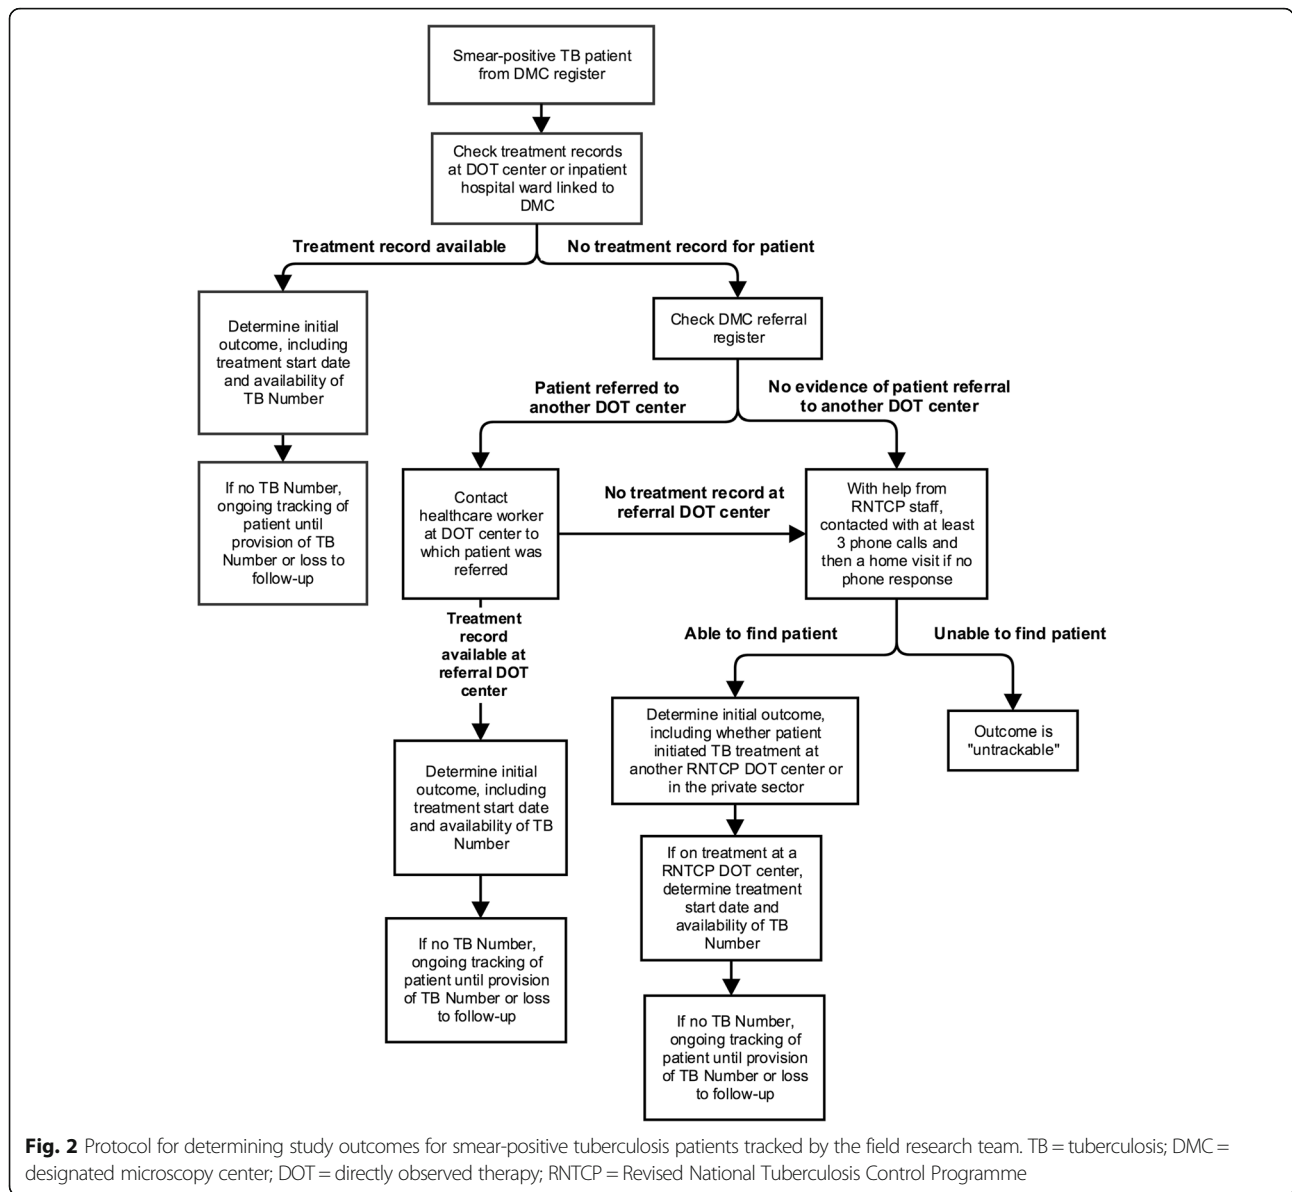 Smear-positive TB patient
from DMC register
Check treatment records
at DOT center or inpatient
hospital ward linked to
DMC
Treatment record available
No treatment record for patient
Determine initial
outcome, including
treatment start date
and availability of
TB Number
Check DMC referral
register
Patient referred to
another DOT center
No evidence of patient referral
to another DOT center
If no TB Number,
ongoing tracking of
patient until
provision of TB
Number or loss to
follow-up
Contact
healthcare worker
at DOT center to
which patient was
referred
No treatment record at
referral DOT center
With help from
RNTCP staff,
contacted with at least
3 phone calls and
then a home visit if no
phone response
Treatment
record
available at
referral DOT
center
Able to find patient
Unable to find patient
Determine initial outcome,
including whether patient
initiated TB treatment at
another RNTCP DOT center or
in the private sector
Outcome is
"untrackable"
Determine initial
outcome, including
treatment start date
and availability of TB
Number
If on treatment at a
RNTCP DOT center,
determine treatment
start date and
availability of TB
Number
If no TB Number,
ongoing tracking of
patient until provision
of TB Number or loss
to follow-up
If no TB Number,
ongoing tracking of
patient until provision
of TB Number or loss
to follow-up
Fig. 2 Protocol for determining study outcomes for smear-positive tuberculosis patients tracked by the field research team. TB = tuberculosis; DMC =
designated microscopy center; DOT = directly observed therapy; RNTCP = Revised National Tuberculosis Control Programme